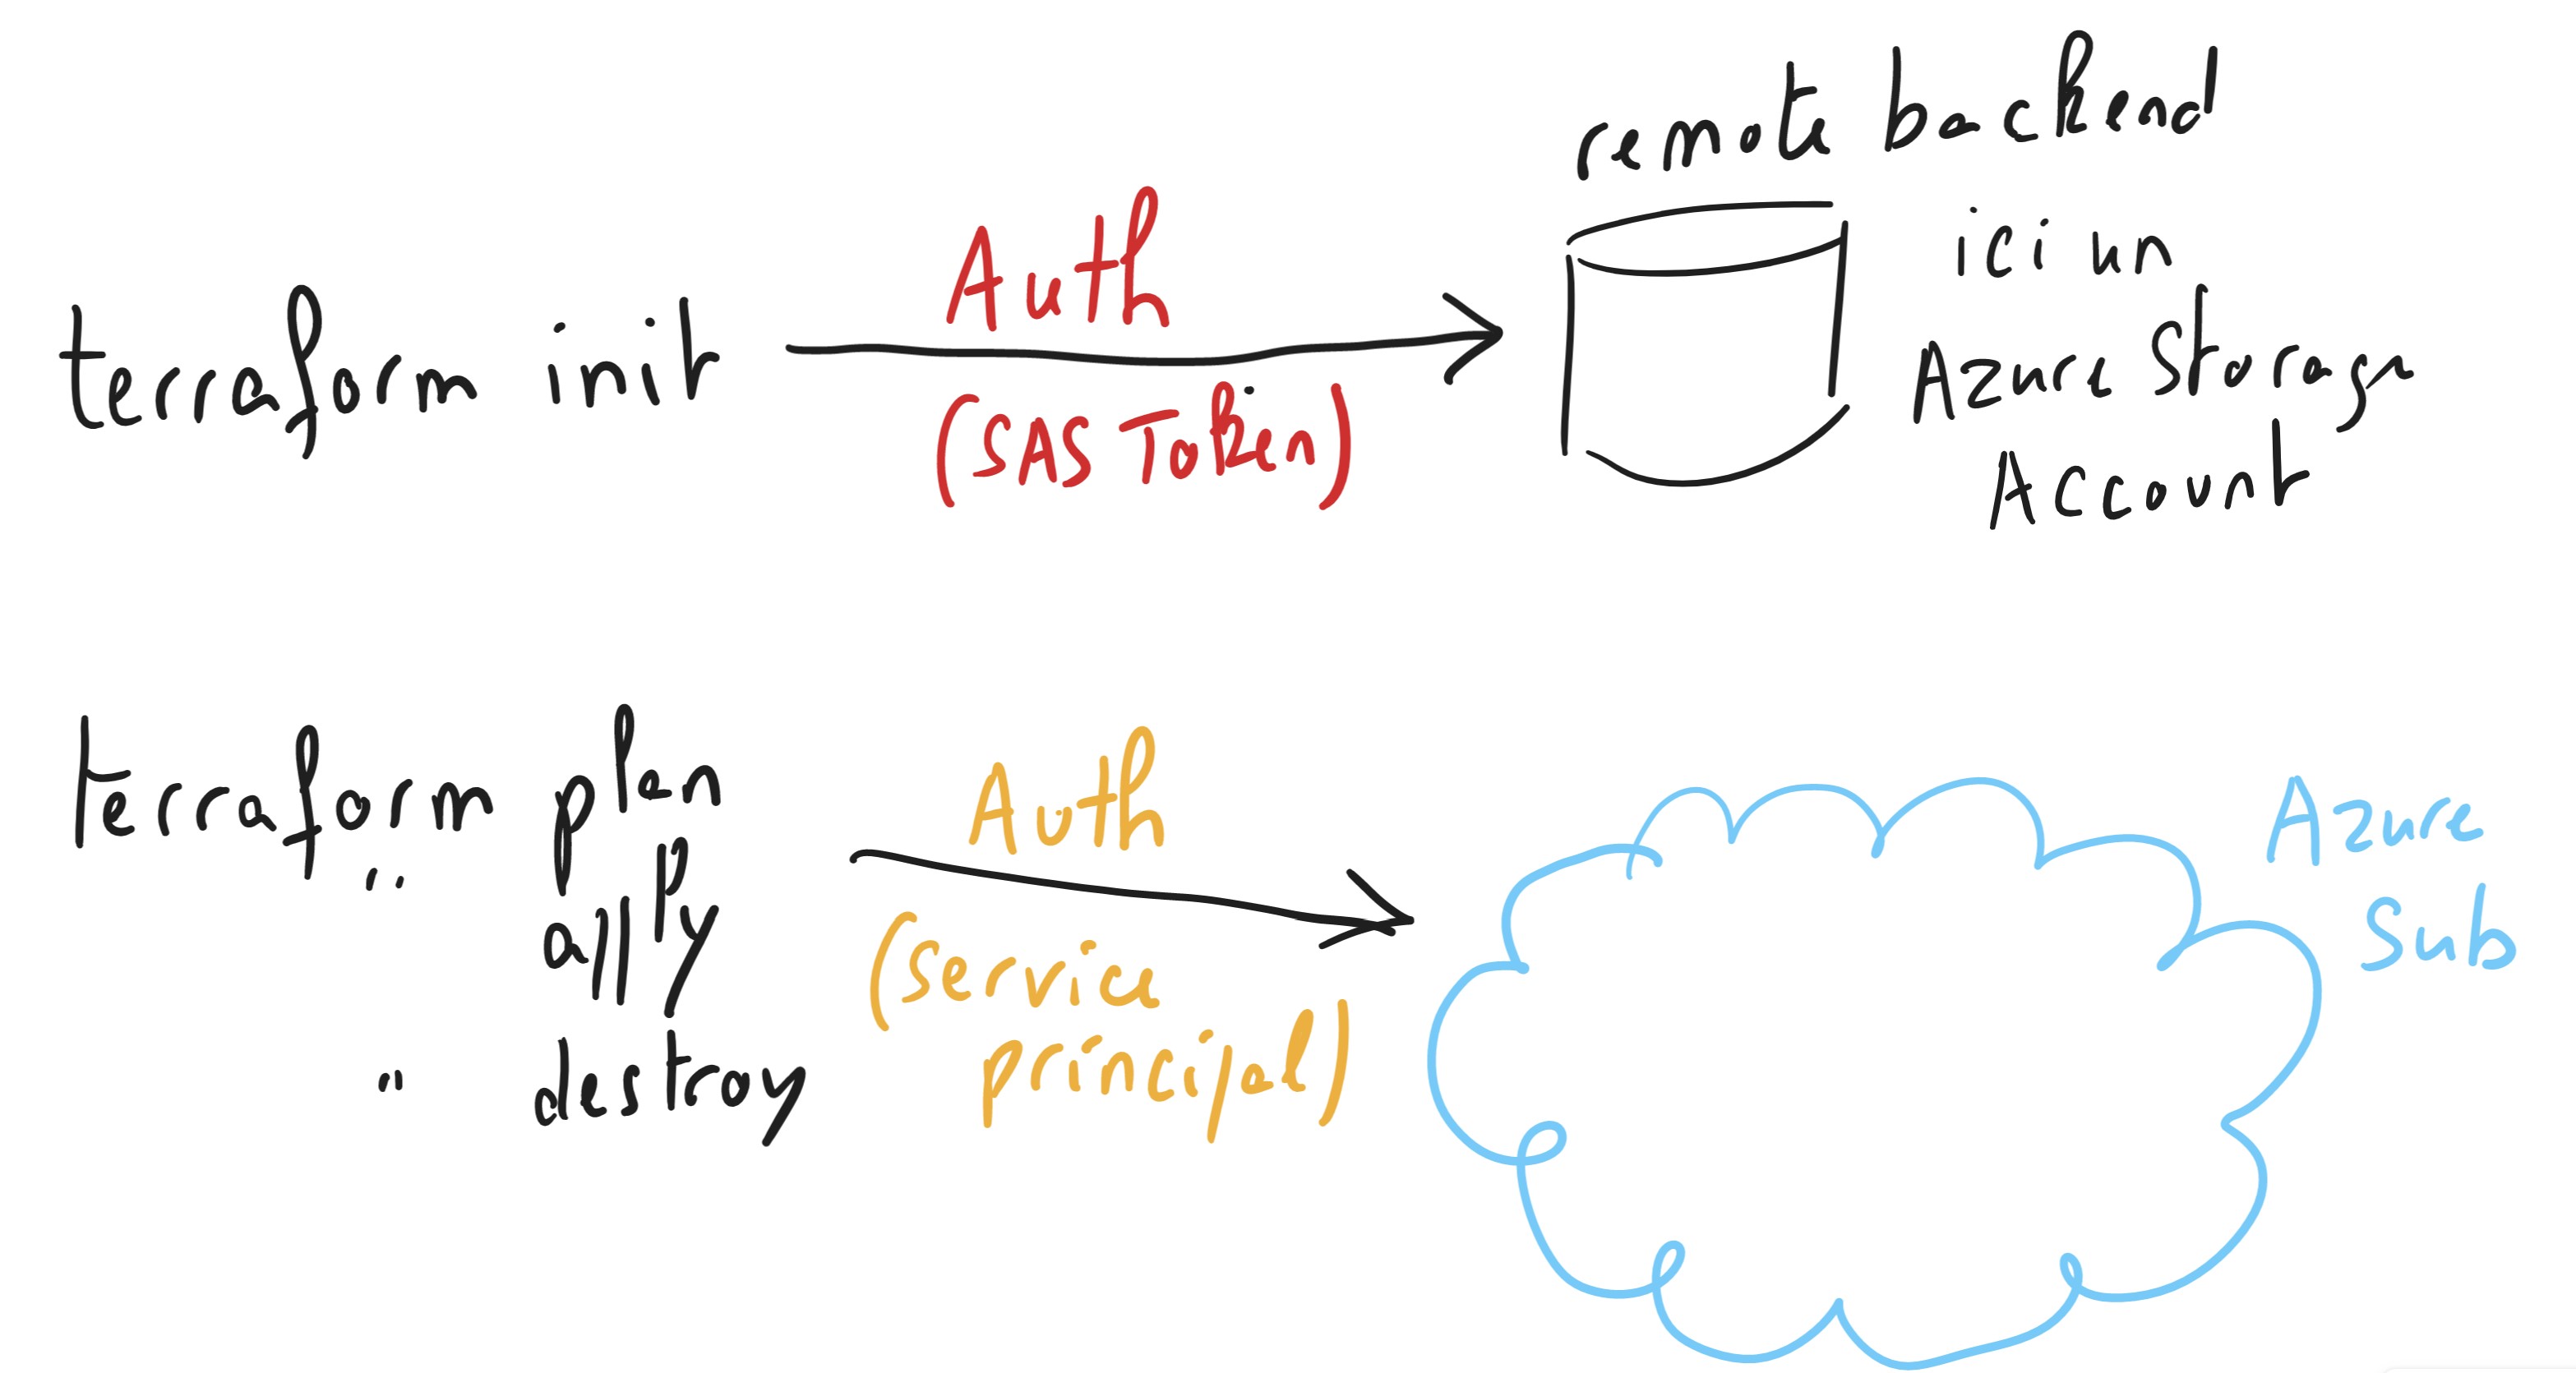 remote backend
ici un
Azure Storage
Account
terraform init
Auth
(SAS Token)
terraform plan
" apply
" destroy
Auth
(service
principal)
Azure
Sub